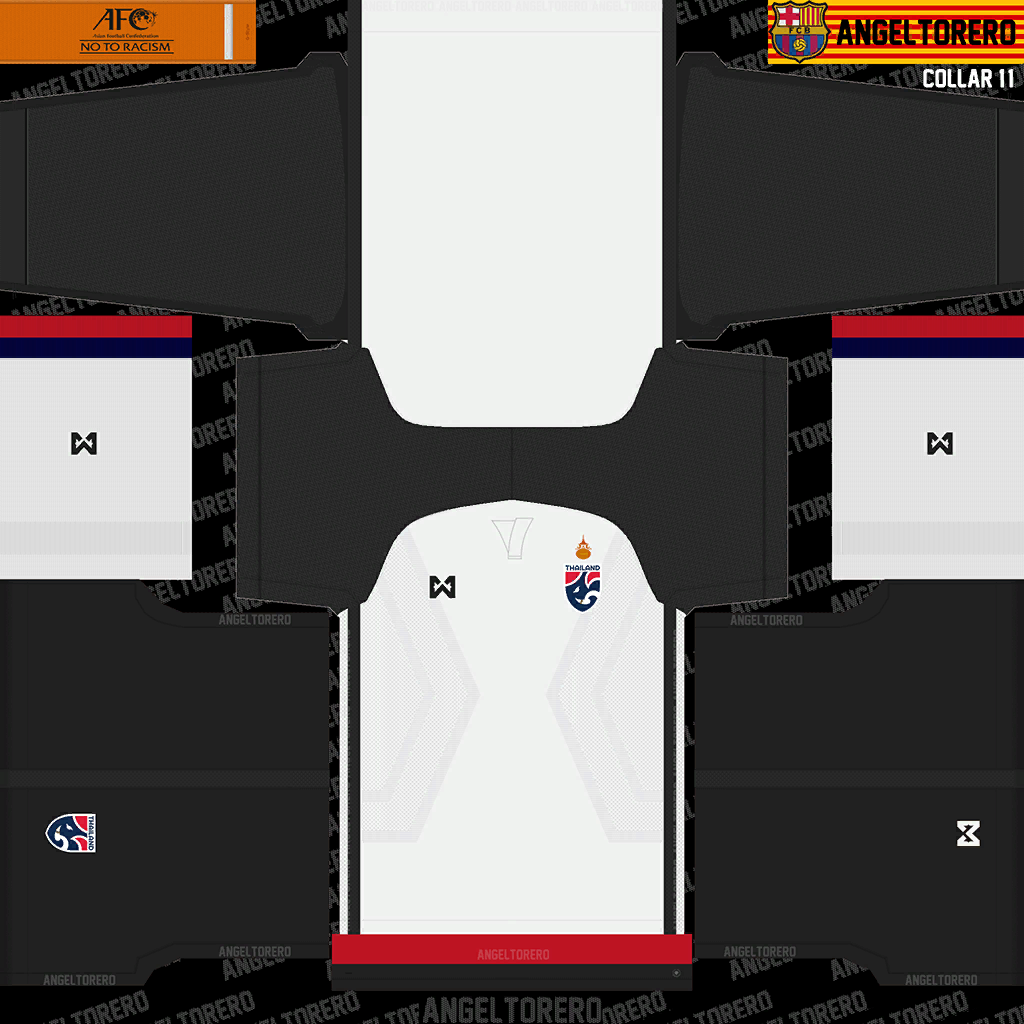 AFC
Asian Football Confederation
NO TO RACISM
FCB
ANGELTORERO
COLLAR 11
THAILAND
ANGELTORERO
ANGELTORERO
THAILAND
ANGELTORERO
ANGELTORERO
ANGELTORERO
ANGELTORERO
ANGELTORERO
ANGELTORERO